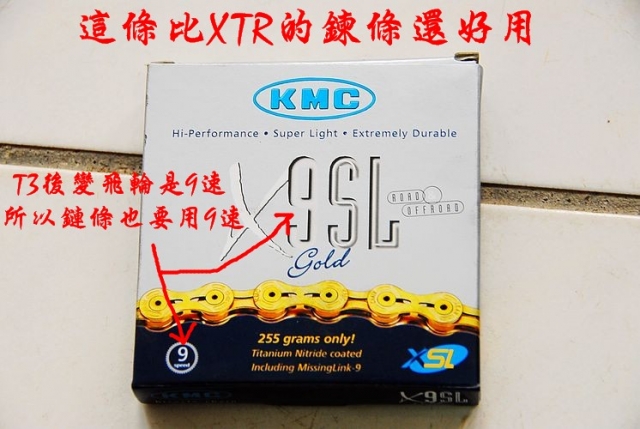 這條比XTR的鍊條還好用
KMC
Hi-Performance • Super Light • Extremely Durable
X9SL
ROAD
OFFROAD
Gold
T3後變飛輪是9速
所以鏈條也要用9速
255 grams only!
Titanium Nitride coated
Including MissingLink-9
9
speed
XSL
X9SL